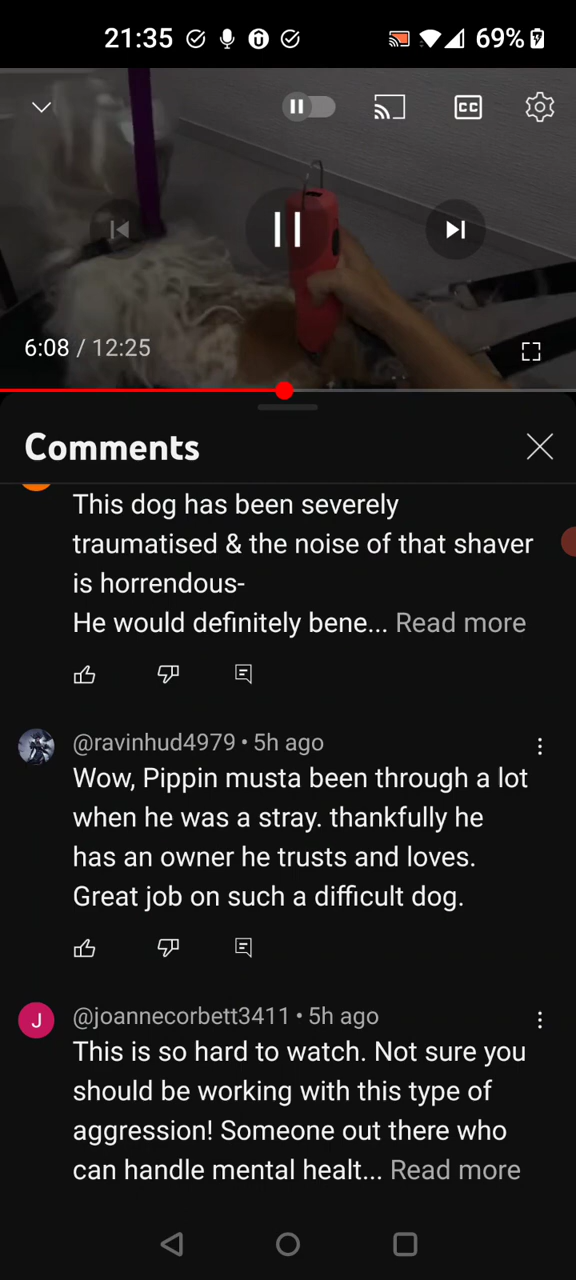 21:35
69%
CC
6:08 / 12:25
Comments
This dog has been severely
traumatised & the noise of that shaver
is horrendous-
He would definitely bene... Read more
@ravinhud4979 • 5h ago
Wow, Pippin musta been through a lot
when he was a stray. thankfully he
has an owner he trusts and loves.
Great job on such a difficult dog.
J
@joannecorbett3411 • 5h ago
This is so hard to watch. Not sure you
should be working with this type of
aggression! Someone out there who
can handle mental healt... Read more